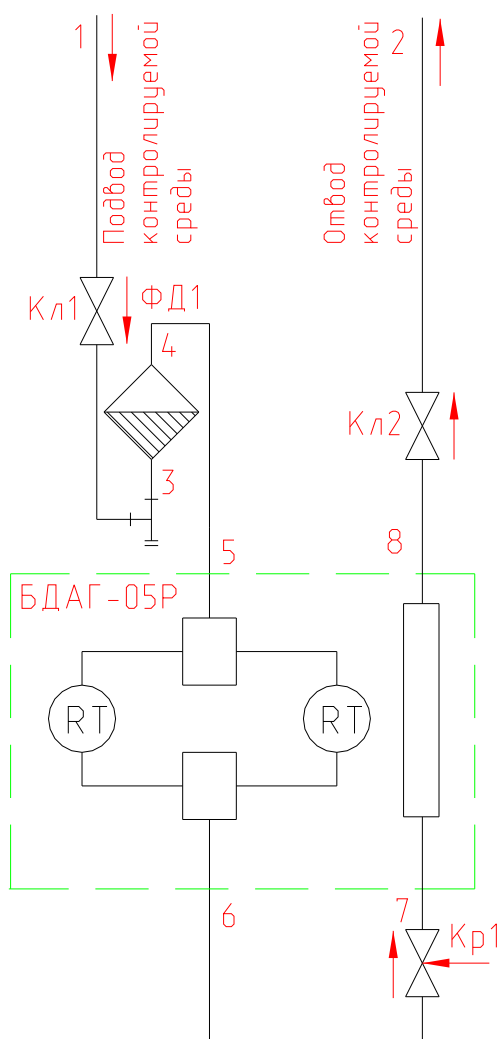 1
Подвод
контролируемой
среды
2
Отвод
контролируемой
среды
Кл1
ФД1
4
Кл2
3
5
8
БДАГ-05Р
RT
RT
6
7
Кр1